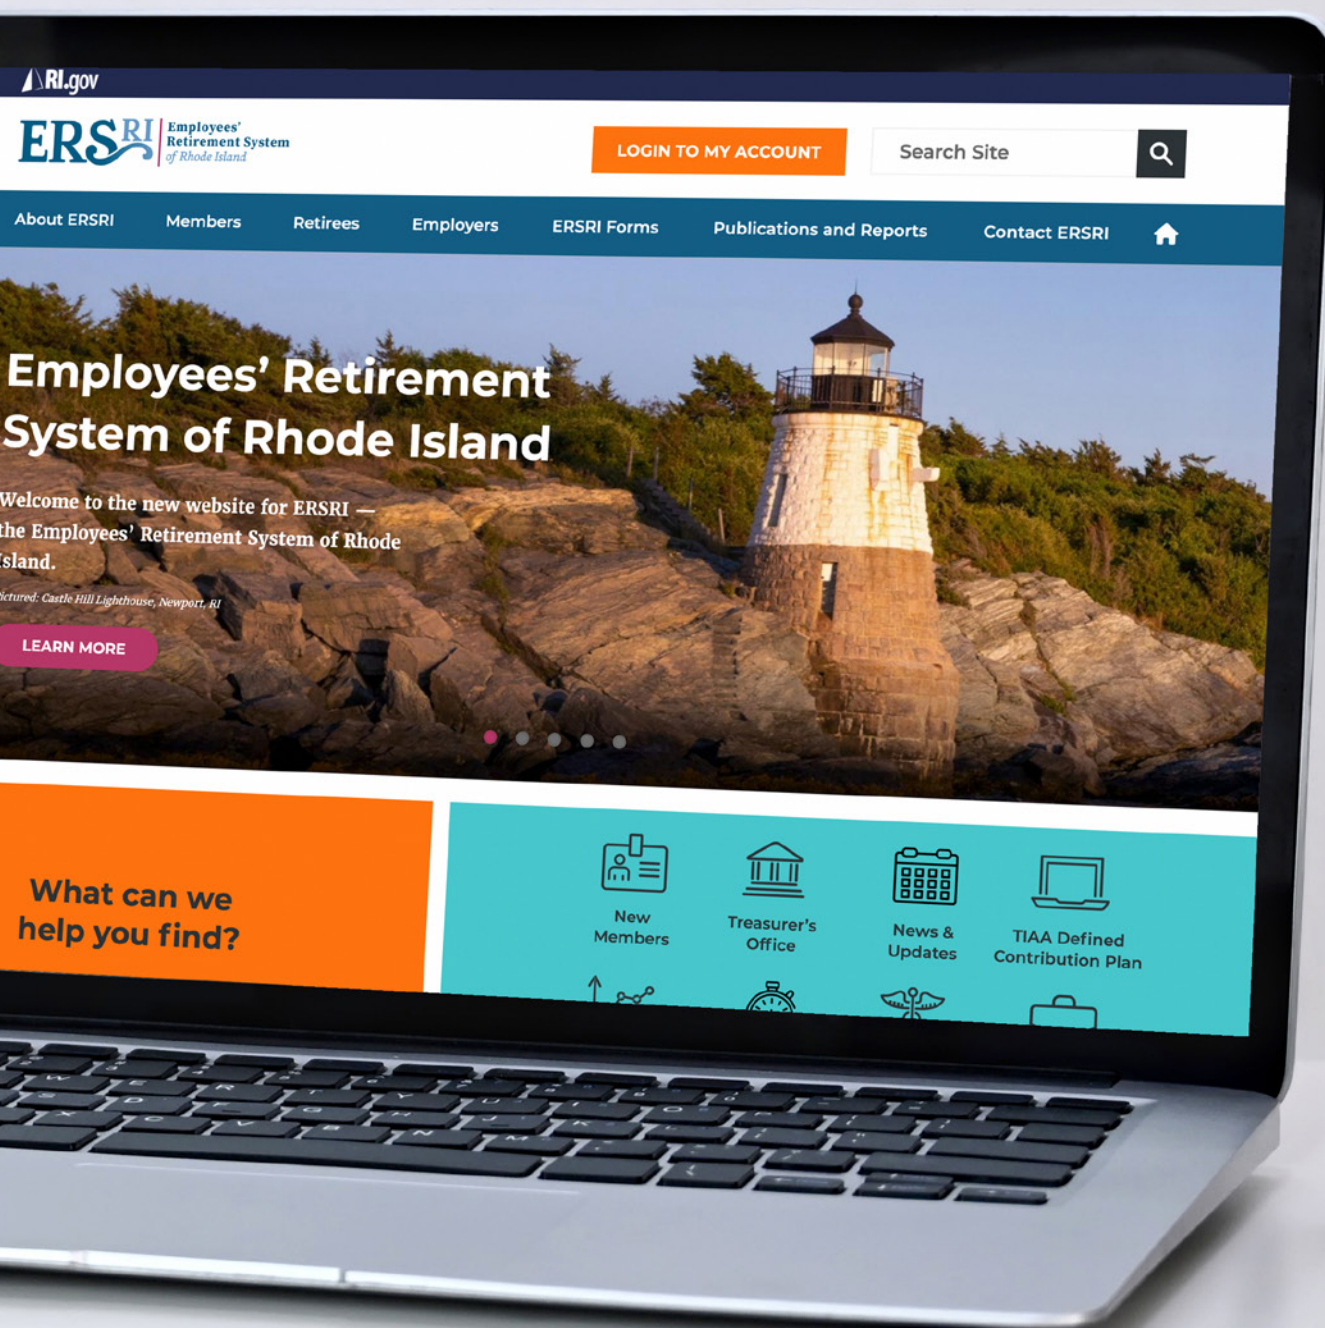 RI.gov
ERSRI
Employees'
Retirement System
of Rhode Island
LOGIN TO MY ACCOUNT
Search Site
About ERSRI
Members
Retirees
Employers
ERSRI Forms
Publications and Reports
Contact ERSRI
Employees' Retirement
System of Rhode Island
Welcome to the new website for ERSRI —
the Employees' Retirement System of Rhode
Island.
Pictured: Castle Hill Lighthouse, Newport, RI
LEARN MORE
What can we
help you find?
New
Members
Treasurer's
Office
News &
Updates
TIAA Defined
Contribution Plan